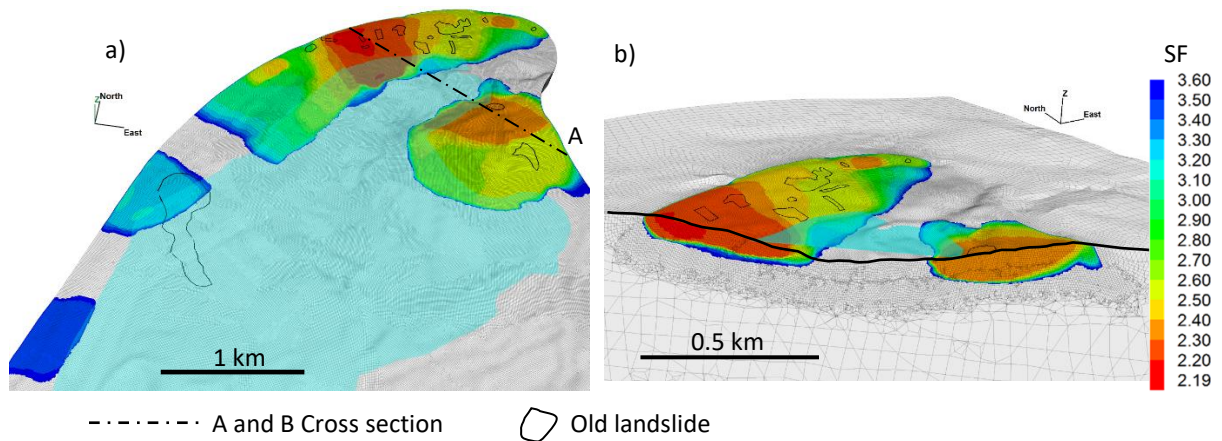 a)
Z
North
East
A
1 km
b)
Z
North
East
0.5 km
SF
3.60
3.50
3.40
3.30
3.20
3.10
3.00
2.90
2.80
2.70
2.60
2.50
2.40
2.30
2.20
2.19
A and B Cross section
Old landslide